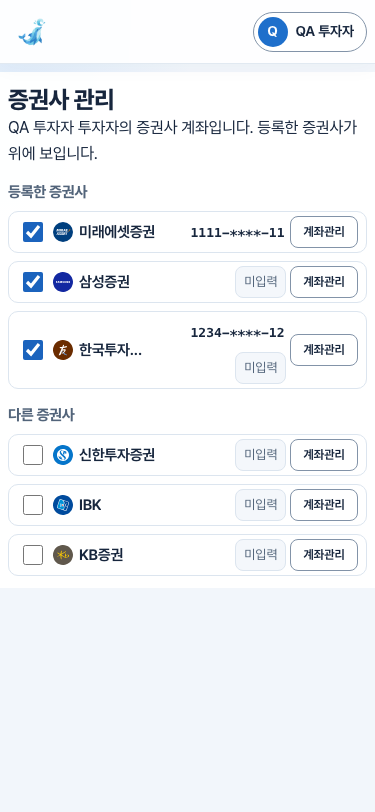 Q QA 투자자
증권사 관리
QA 투자자 투자자의 증권사 계좌입니다. 등록한 증권사가
위에 보입니다.
등록한 증권사
미래에셋증권 1111-****-11 계좌관리
삼성증권 미입력 계좌관리
한국투자... 1234-****-12 미입력 계좌관리
다른 증권사
신한투자증권 미입력 계좌관리
IBK 미입력 계좌관리
KB증권 미입력 계좌관리